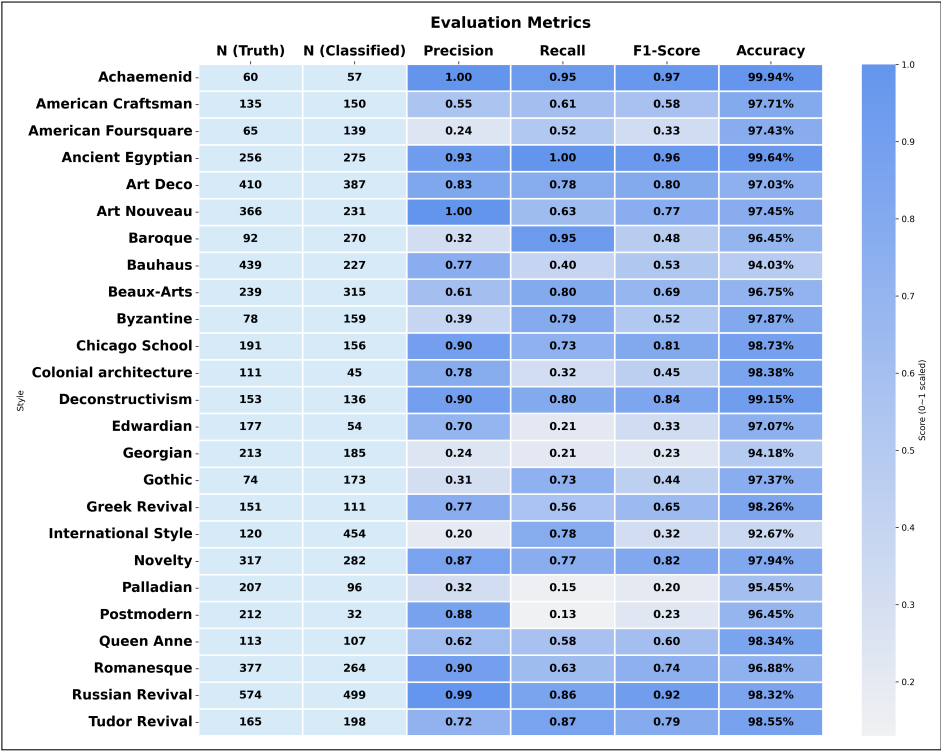 Evaluation Metrics
N (Truth) N (Classified) Precision Recall F1-Score Accuracy
Achaemenid 60 57 1.00 0.95 0.97 99.94%
American Craftsman 135 150 0.55 0.61 0.58 97.71%
American Foursquare 65 139 0.24 0.52 0.33 97.43%
Ancient Egyptian 256 275 0.93 1.00 0.96 99.64%
Art Deco 410 387 0.83 0.78 0.80 97.03%
Art Nouveau 366 231 1.00 0.63 0.77 97.45%
Baroque 92 270 0.32 0.95 0.48 96.45%
Bauhaus 439 227 0.77 0.40 0.53 94.03%
Beaux-Arts 239 315 0.61 0.80 0.69 96.75%
Byzantine 78 159 0.39 0.79 0.52 97.87%
Chicago School 191 156 0.90 0.73 0.81 98.73%
Colonial architecture 111 45 0.78 0.32 0.45 98.38%
Deconstructivism 153 136 0.90 0.80 0.84 99.15%
Edwardian 177 54 0.70 0.21 0.33 97.07%
Georgian 213 185 0.24 0.21 0.23 94.18%
Gothic 74 173 0.31 0.73 0.44 97.37%
Greek Revival 151 111 0.77 0.56 0.65 98.26%
International Style 120 454 0.20 0.78 0.32 92.67%
Novelty 317 282 0.87 0.77 0.82 97.94%
Palladian 207 96 0.32 0.15 0.20 95.45%
Postmodern 212 32 0.88 0.13 0.23 96.45%
Queen Anne 113 107 0.62 0.58 0.60 98.34%
Romanesque 377 264 0.90 0.63 0.74 96.88%
Russian Revival 574 499 0.99 0.86 0.92 98.32%
Tudor Revival 165 198 0.72 0.87 0.79 98.55%
Style
1.0
0.9
0.8
0.7
0.6
0.5
0.4
0.3
0.2
Score (0~1 scaled)